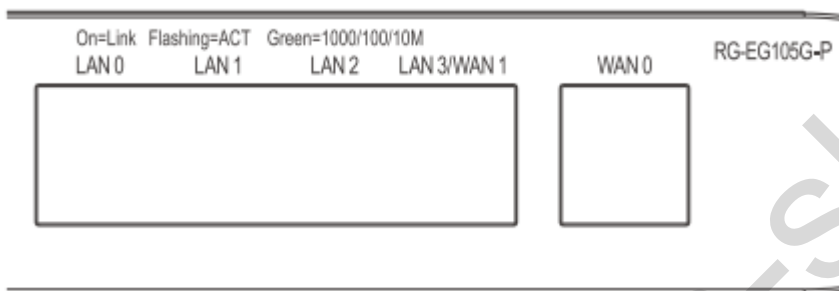 On=Link Flashing=ACT Green=1000/100/10M
LAN 0 LAN 1 LAN 2 LAN 3/WAN 1 WAN 0 RG-EG105G-P